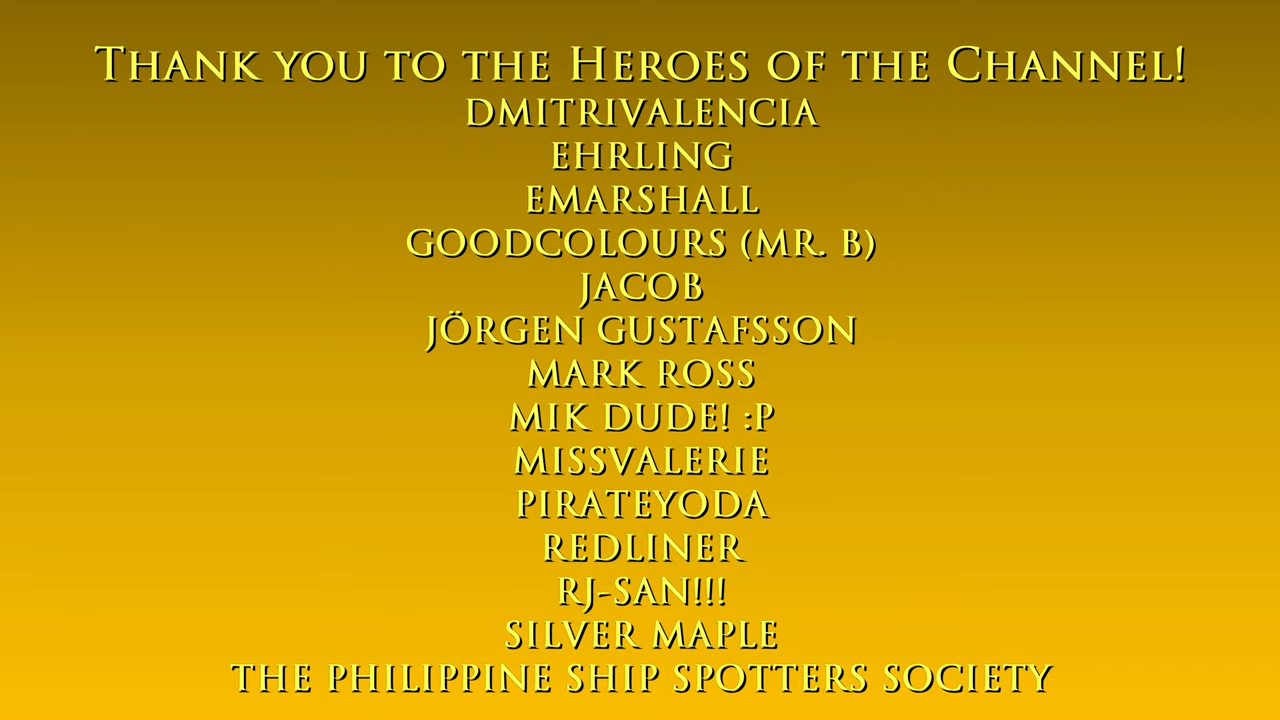 Thank you to the Heroes of the Channel!
DMITRIVALENCIA
EHRLING
EMARSHALL
GOODCOLOURS (MR. B)
JACOB
JÖRGEN GUSTAFSSON
MARK ROSS
MIK DUDE! :P
MISSVALERIE
PIRATEYODA
REDLINER
RJ-SAN!!!
SILVER MAPLE
THE PHILIPPINE SHIP SPOTTERS SOCIETY